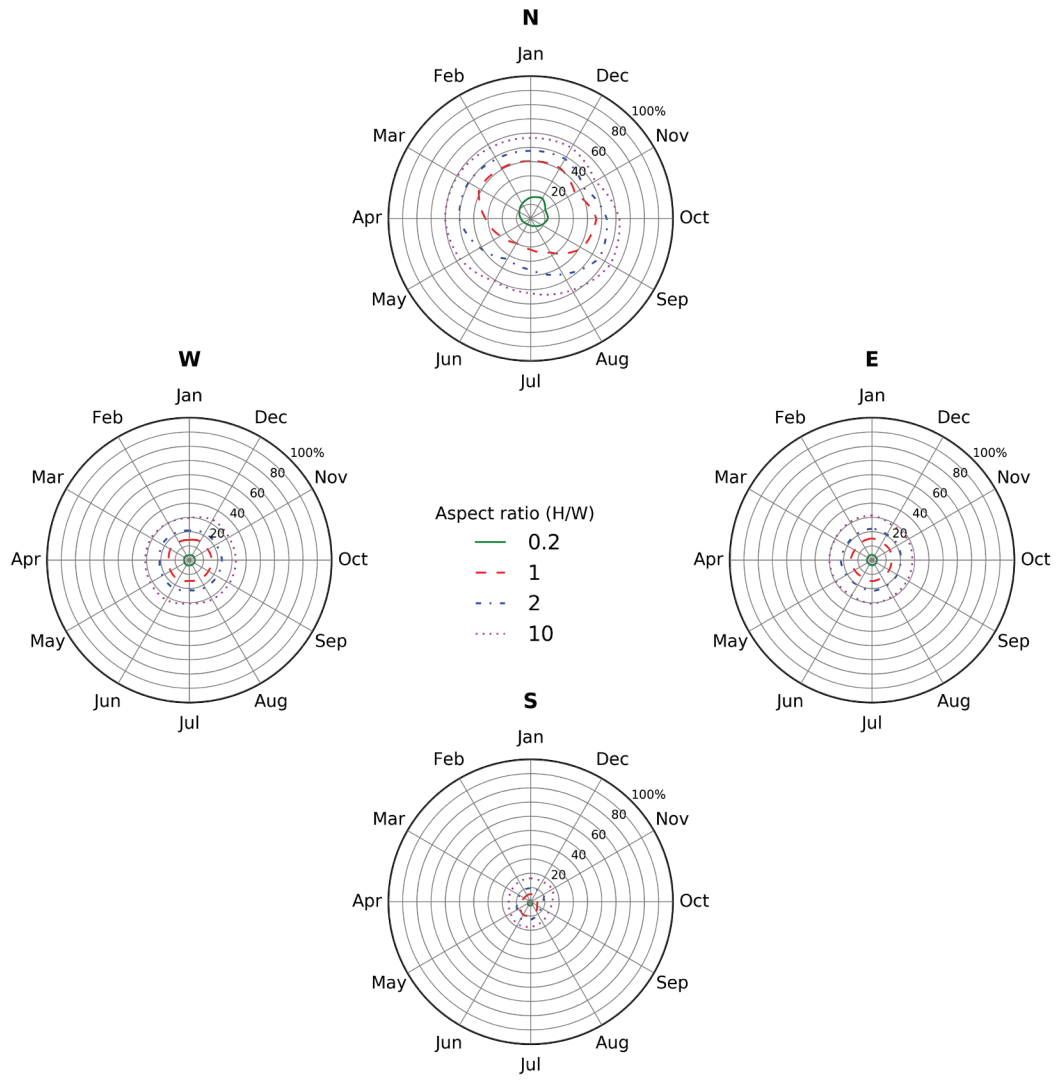 N
Jan
Feb Dec
100%
Mar 80 Nov
60
40
20
Apr Oct
May Sep
Jun Aug
Jul
W E
Jan Jan
Feb Dec Feb Dec
100% 100%
Mar 80 Nov Mar 80 Nov
60 60
40 40
20 20
Aspect ratio (H/W)
0.2
Apr Oct Apr Oct
1
2
10
May Sep May Sep
Jun Aug Jun Aug
Jul Jul
S
Jan
Feb Dec
100%
Mar 80 Nov
60
40
20
Apr Oct
May Sep
Jun Aug
Jul